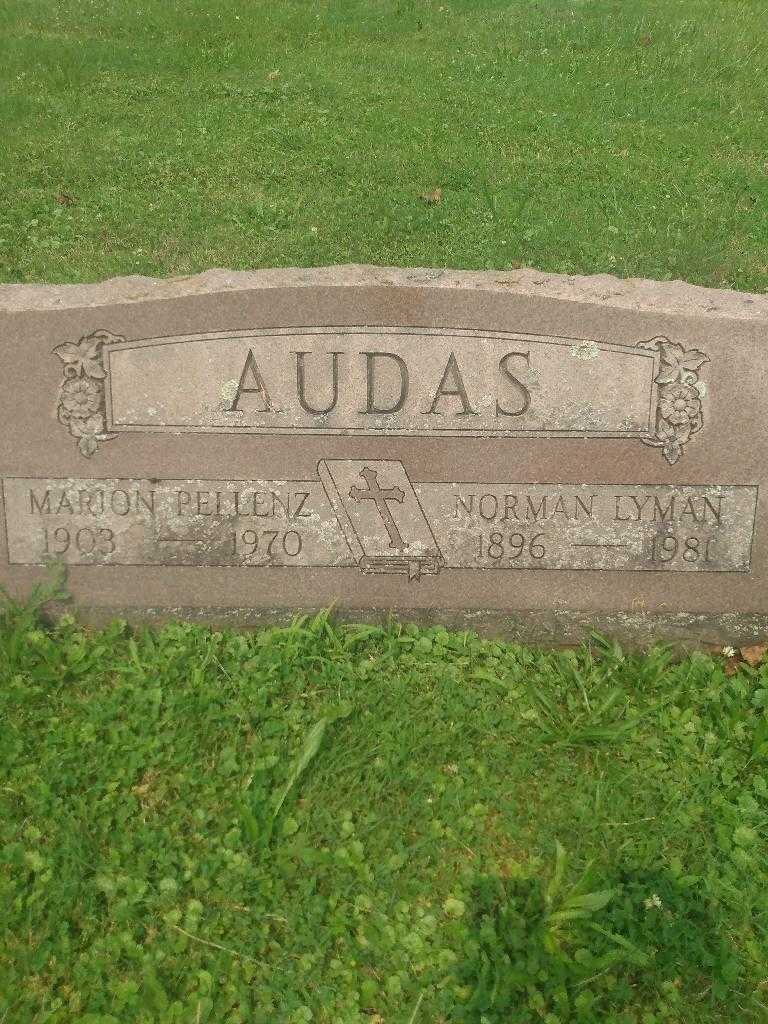 AUDAS
MARION PELLENZ
1903 — 1970
NORMAN LYMAN
1896 — 1981